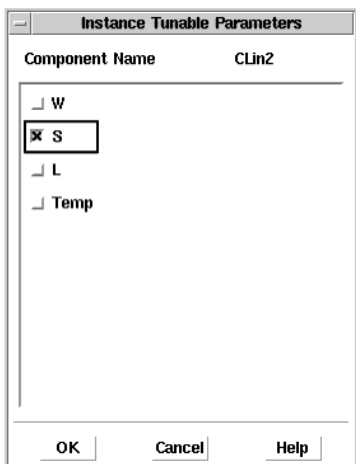 Instance Tunable Parameters
Component Name CLin2
W
S
L
Temp
OK Cancel Help